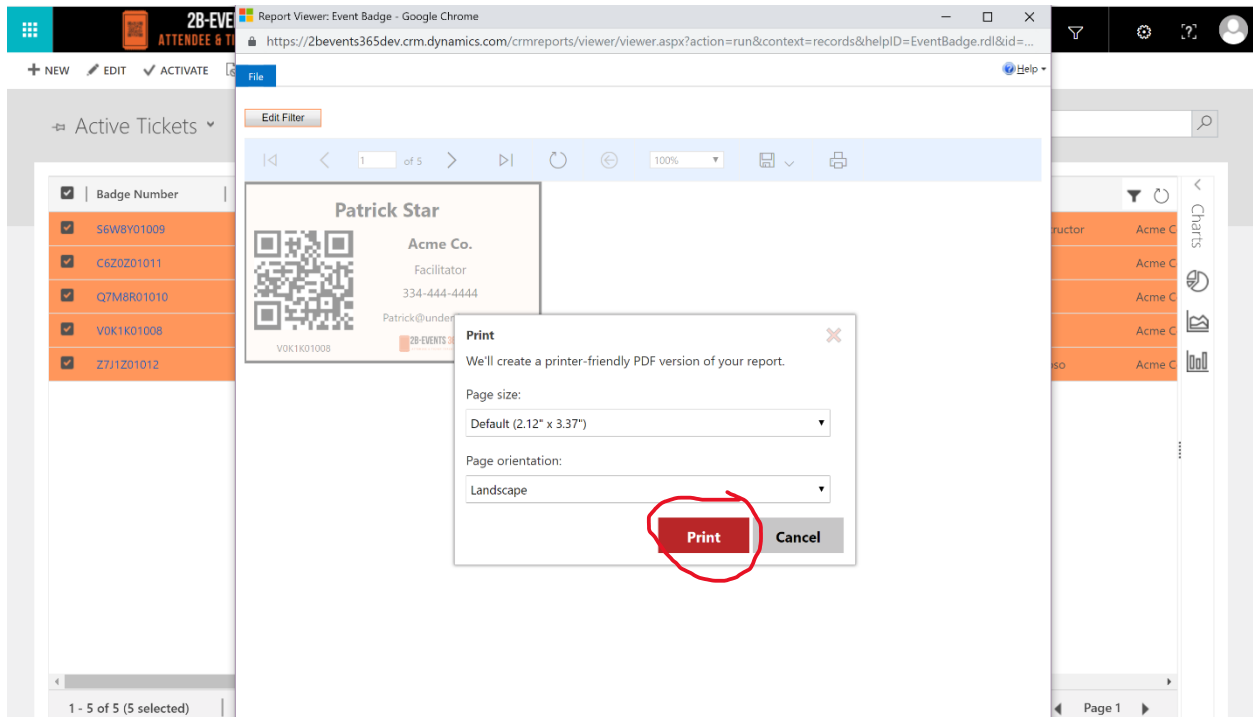 2B-EVE
ATTENDEE & TI
Report Viewer: Event Badge - Google Chrome
https://2bevents365dev.crm.dynamics.com/crmreports/viewer/viewer.aspx?action=run&context=records&helpID=EventBadge.rdl&id=...
NEW EDIT ACTIVATE
File
Help
Active Tickets
Edit Filter
1 of 5 100%
Badge Number
S6W8Y01009
C6Z0Z01011
Q7M8R01010
V0K1K01008
Z7J1Z01012
Patrick Star
Acme Co.
Facilitator
334-444-4444
Patrick@under
V0K1K01008
2B-EVENTS 3
Print
We'll create a printer-friendly PDF version of your report.
Page size:
Default (2.12" x 3.37")
Page orientation:
Landscape
Print Cancel
ructor Acme C
Acme C
Acme C
Acme C
oso Acme C
Charts
1 - 5 of 5 (5 selected)
Page 1